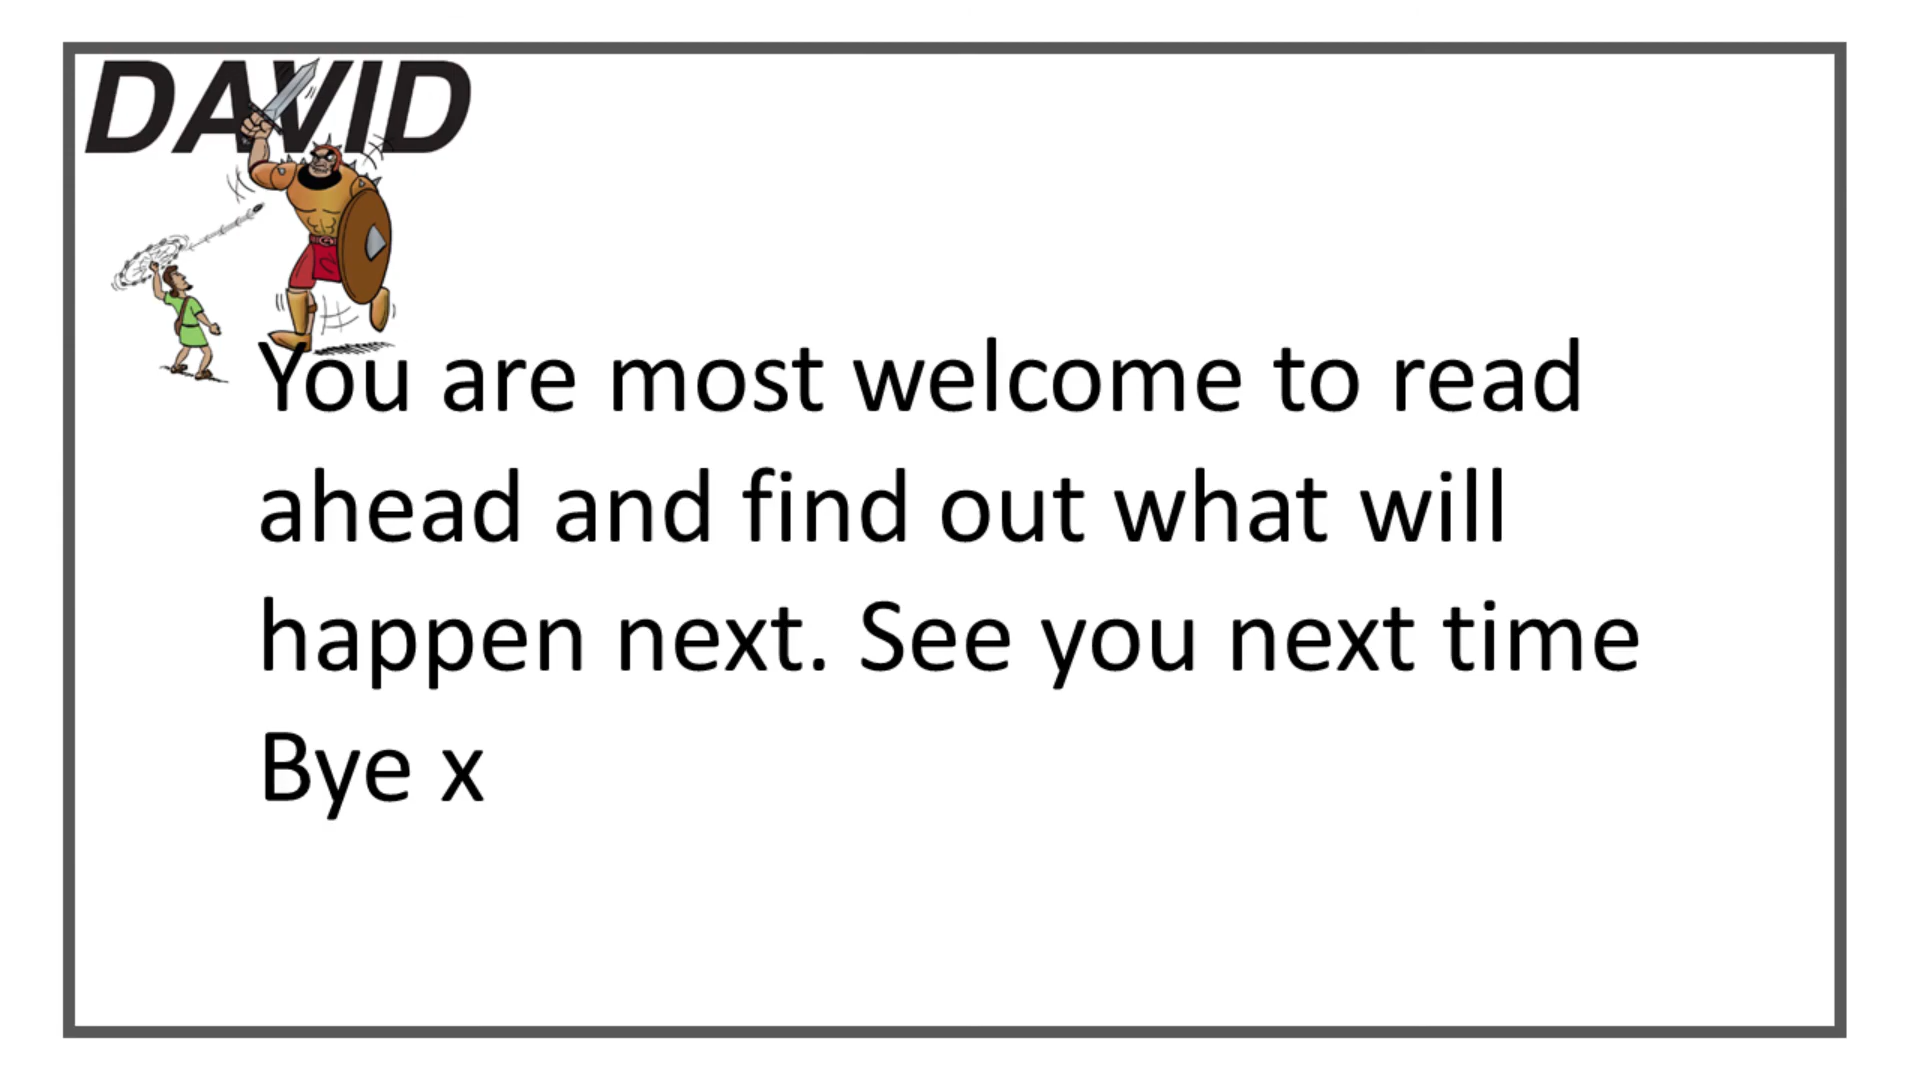 DAVID
You are most welcome to read
ahead and find out what will
happen next. See you next time
Bye x